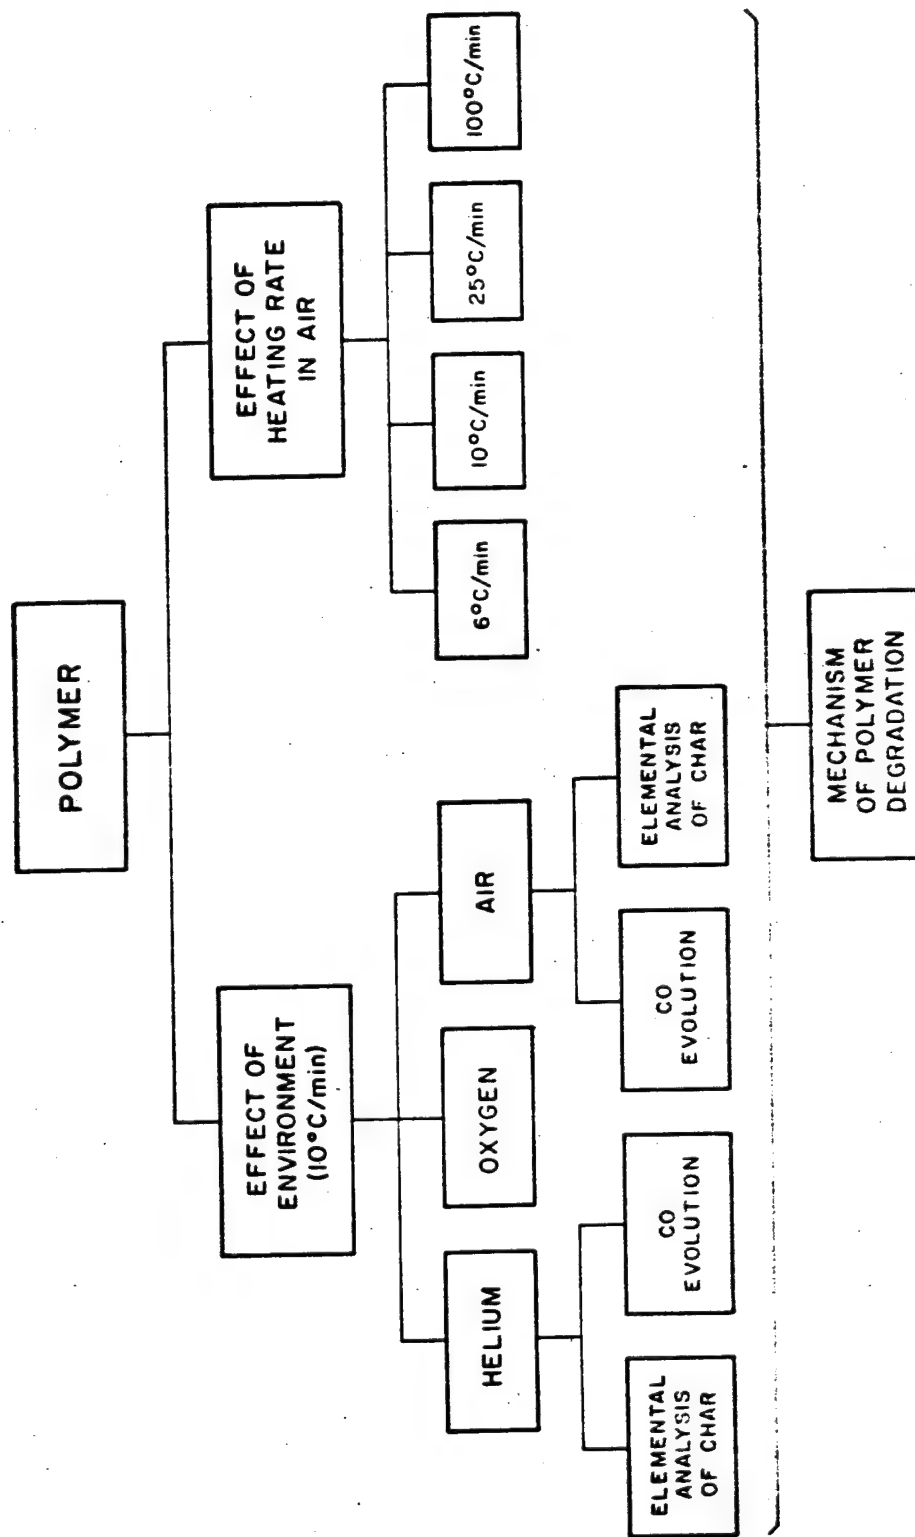 POLYMER
EFFECT OF
ENVIRONMENT
(10°C/min)
EFFECT OF
HEATING RATE
IN AIR
HELIUM
OXYGEN
AIR
6°C/min
10°C/min
25°C/min
100°C/min
ELEMENTAL
ANALYSIS
OF CHAR
CO
EVOLUTION
CO
EVOLUTION
ELEMENTAL
ANALYSIS
OF CHAR
MECHANISM
OF POLYMER
DEGRADATION